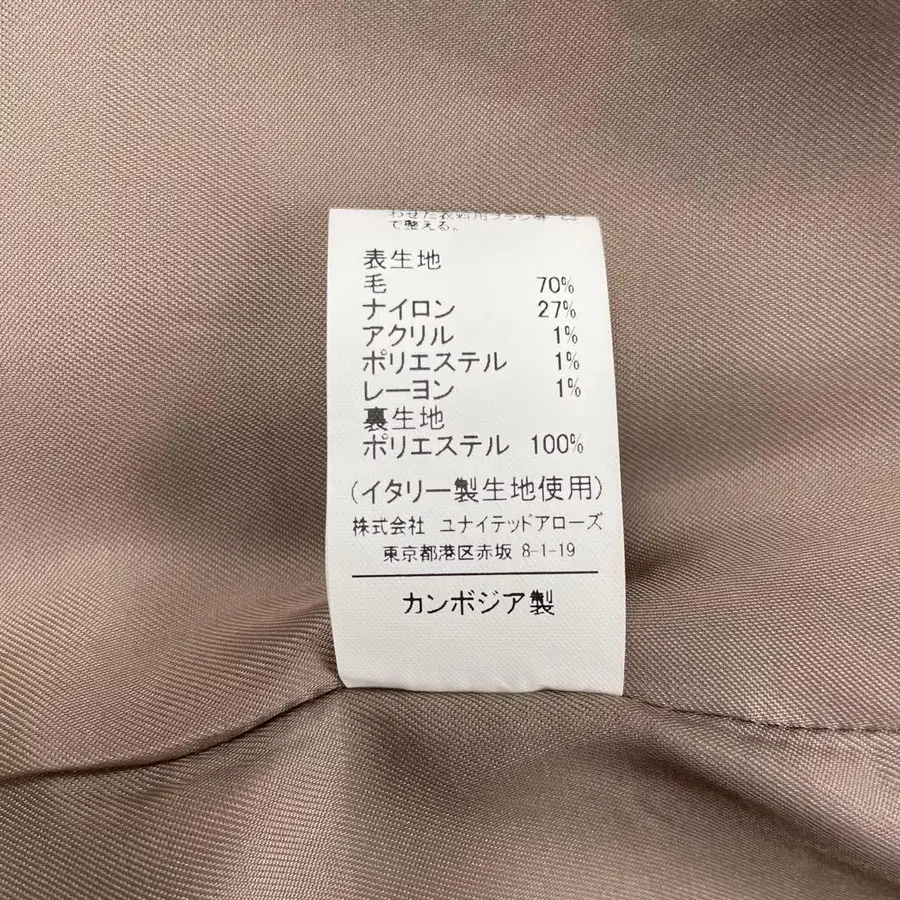 で整える。
表生地
毛 70%
ナイロン 27%
アクリル 1%
ポリエステル 1%
レーヨン 1%
裏生地
ポリエステル 100%
(イタリー製生地使用)
株式会社 ユナイテッドアローズ
東京都港区赤坂 8-1-19
カンボジア製